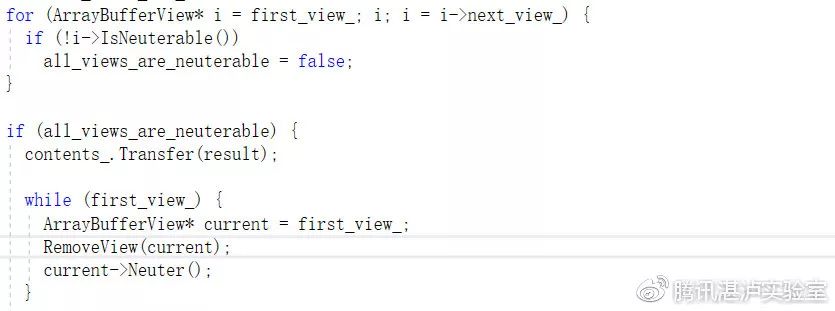 for (ArrayBufferView* i = first_view_; i; i = i->next_view_) {
if (!i->IsNeuterable())
all_views_are_neuterable = false;
}
if (all_views_are_neuterable) {
contents_.Transfer(result);
while (first_view_) {
ArrayBufferView* current = first_view_;
RemoveView(current);
current->Neuter();
}
腾讯湛卢实验室